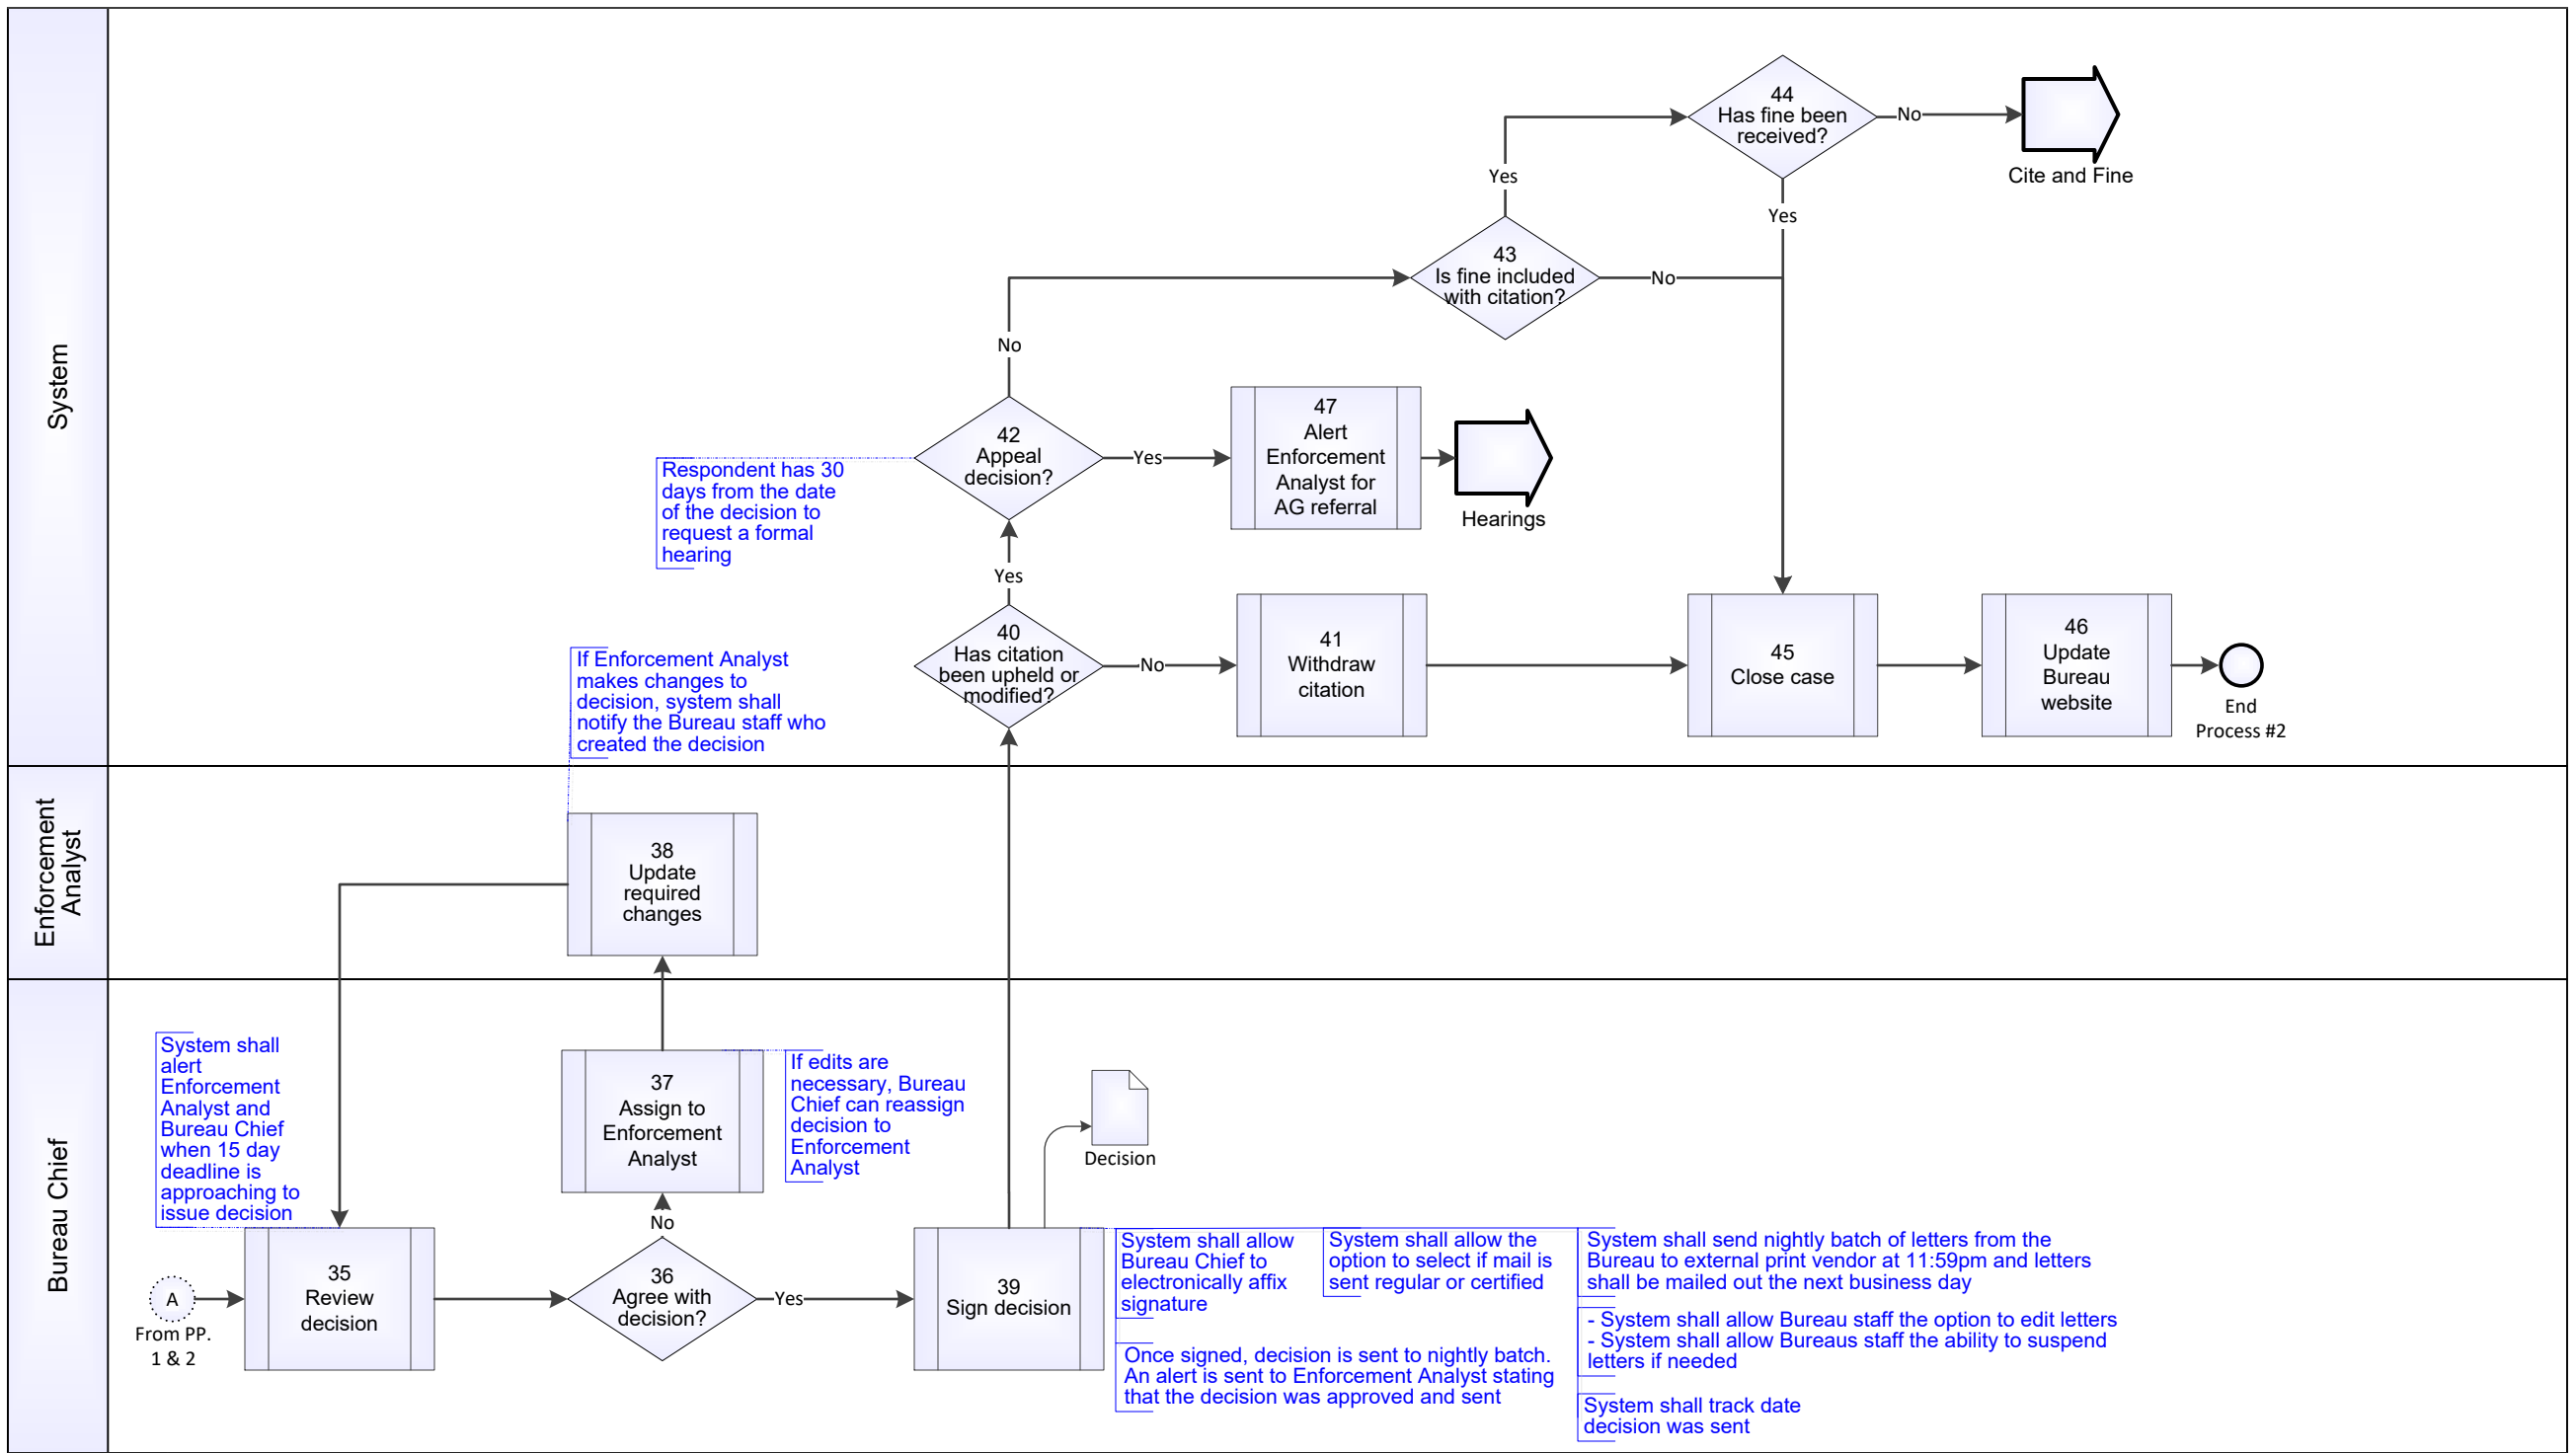 System
44
Has fine been
received?
No
Cite and Fine
Yes
Yes
43
Is fine included
with citation?
No
No
42
Appeal
decision?
Yes
47
Alert
Enforcement
Analyst for
AG referral
Hearings
Respondent has 30
days from the date
of the decision to
request a formal
hearing
Yes
40
Has citation
been upheld or
modified?
No
41
Withdraw
citation
45
Close case
46
Update
Bureau
website
End
Process #2
If Enforcement Analyst
makes changes to
decision, system shall
notify the Bureau staff who
created the decision
Enforcement
Analyst
38
Update
required
changes
Bureau Chief
System shall
alert
Enforcement
Analyst and
Bureau Chief
when 15 day
deadline is
approaching to
issue decision
37
Assign to
Enforcement
Analyst
If edits are
necessary, Bureau
Chief can reassign
decision to
Enforcement
Analyst
Decision
No
A
From PP.
1 & 2
35
Review
decision
36
Agree with
decision?
Yes
39
Sign decision
System shall allow
Bureau Chief to
electronically affix
signature
System shall allow the
option to select if mail is
sent regular or certified
System shall send nightly batch of letters from the
Bureau to external print vendor at 11:59pm and letters
shall be mailed out the next business day
- System shall allow Bureau staff the option to edit letters
- System shall allow Bureaus staff the ability to suspend
letters if needed
Once signed, decision is sent to nightly batch.
An alert is sent to Enforcement Analyst stating
that the decision was approved and sent
System shall track date
decision was sent